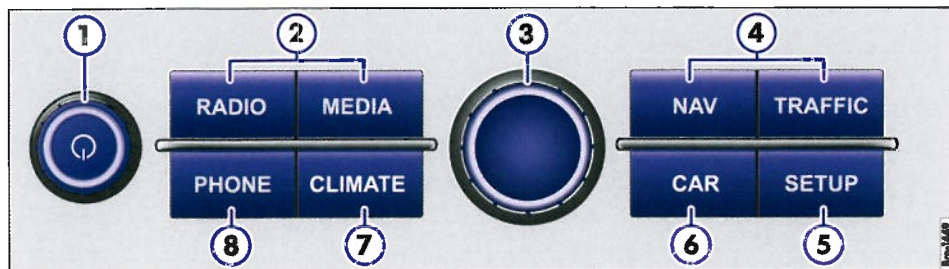 1 2 3 4
RADIO MEDIA NAV TRAFFIC
PHONE CLIMATE CAR SETUP
8 7 6 5